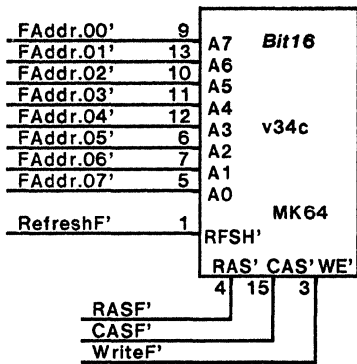 FAddr.00' 9 A7 Bit16
FAddr.01' 13 A6
FAddr.02' 10 A5
FAddr.03' 11 A4
FAddr.04' 12 A3 v34c
FAddr.05' 6 A2
FAddr.06' 7 A1
FAddr.07' 5 A0
MK64
RefreshF' 1 RFSH'
RAS' CAS' WE'
4 15 3
RASF'
CASF'
WriteF'